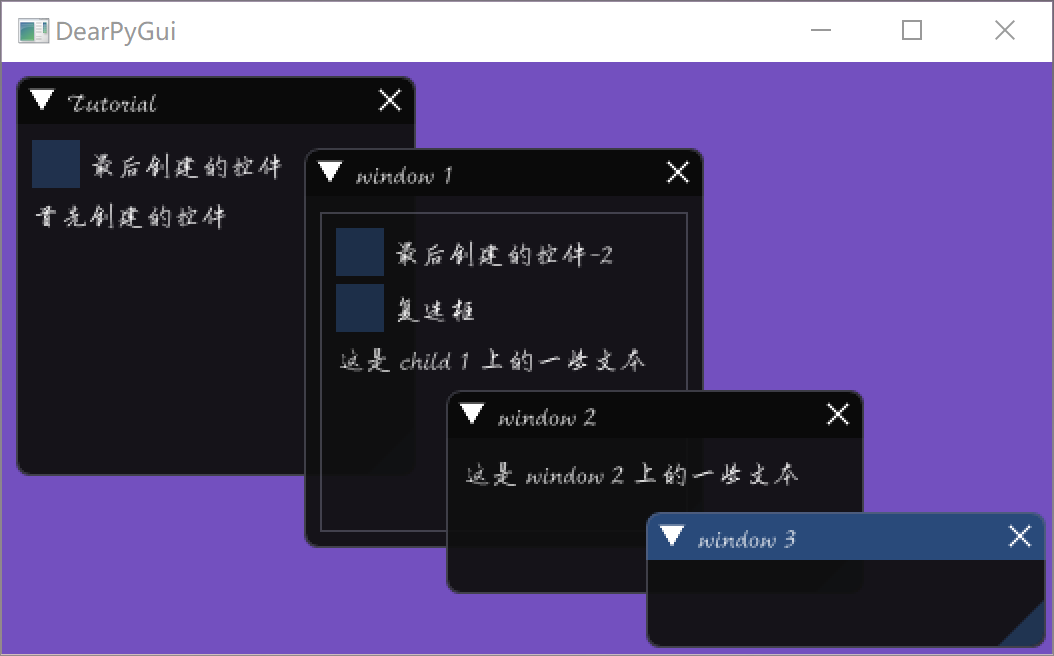 DearPyGui
Tutorial
最后创建的控件
首先创建的控件
window 1
最后创建的控件-2
复选框
这是 child 1 上的一些文本
window 2
这是 window 2 上的一些文本
window 3